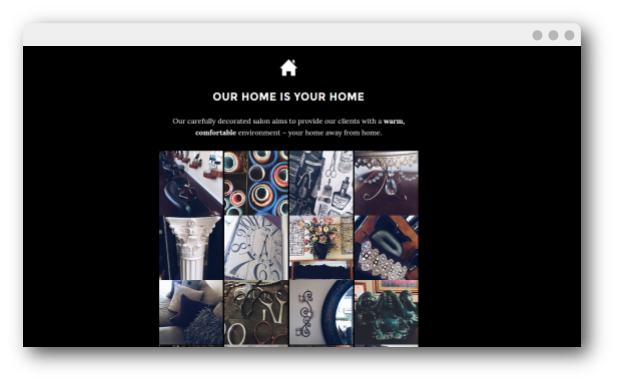 OUR HOME IS YOUR HOME
Our carefully decorated salon aims to provide our clients with a warm,
comfortable environment – your home away from home.